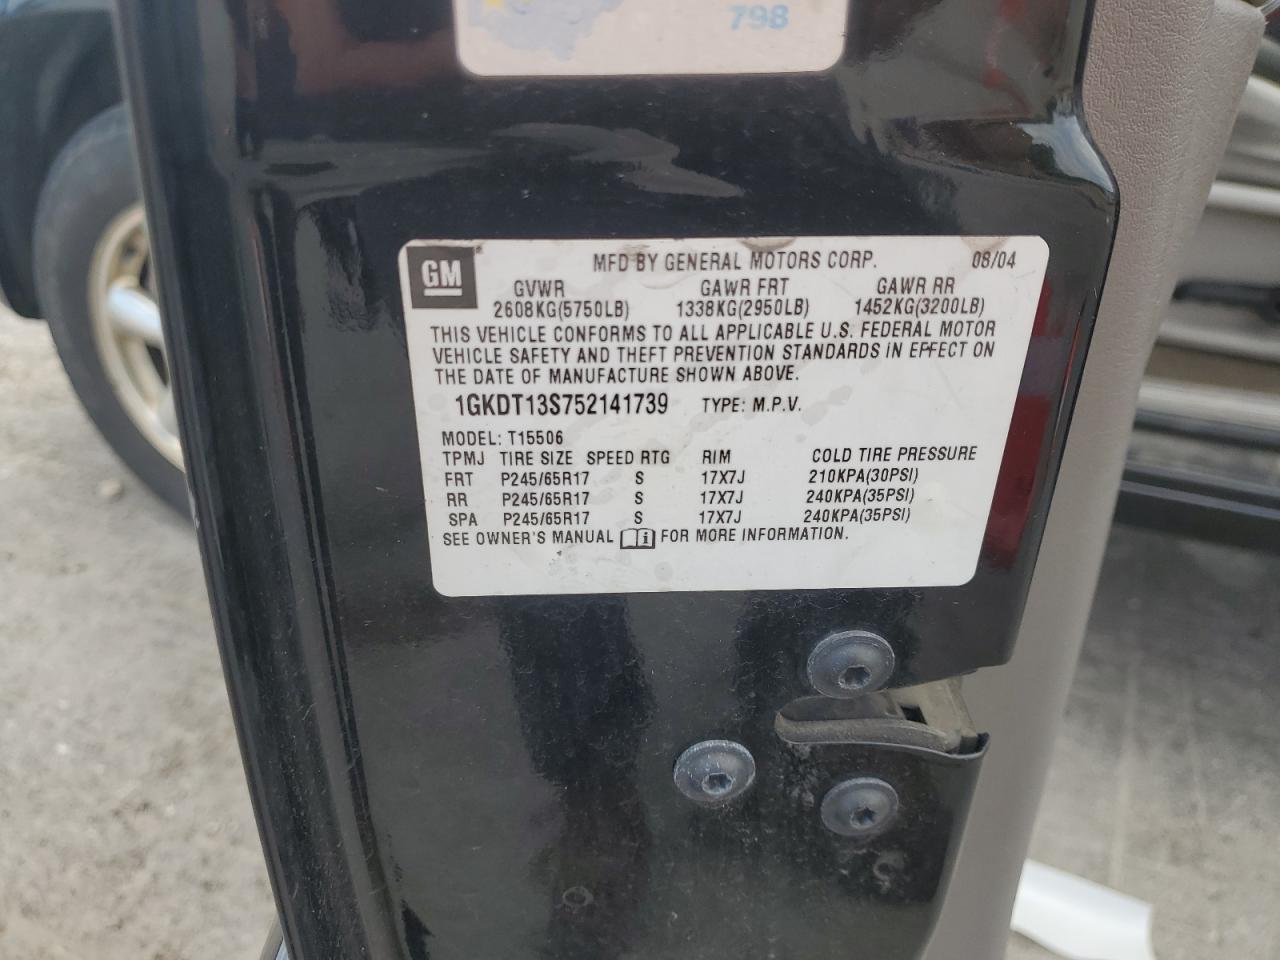 798
GM
MFD BY GENERAL MOTORS CORP. 08/04
GVWR GAWR FRT GAWR RR
2608KG(5750LB) 1338KG(2950LB) 1452KG(3200LB)
THIS VEHICLE CONFORMS TO ALL APPLICABLE U.S. FEDERAL MOTOR
VEHICLE SAFETY AND THEFT PREVENTION STANDARDS IN EFFECT ON
THE DATE OF MANUFACTURE SHOWN ABOVE.
1GKDT13S752141739 TYPE: M.P.V.
MODEL: T15506
TPMJ TIRE SIZE SPEED RTG RIM COLD TIRE PRESSURE
FRT P245/65R17 S 17X7J 210KPA(30PSI)
RR P245/65R17 S 17X7J 240KPA(35PSI)
SPA P245/65R17 S 17X7J 240KPA(35PSI)
SEE OWNER'S MANUAL i FOR MORE INFORMATION.